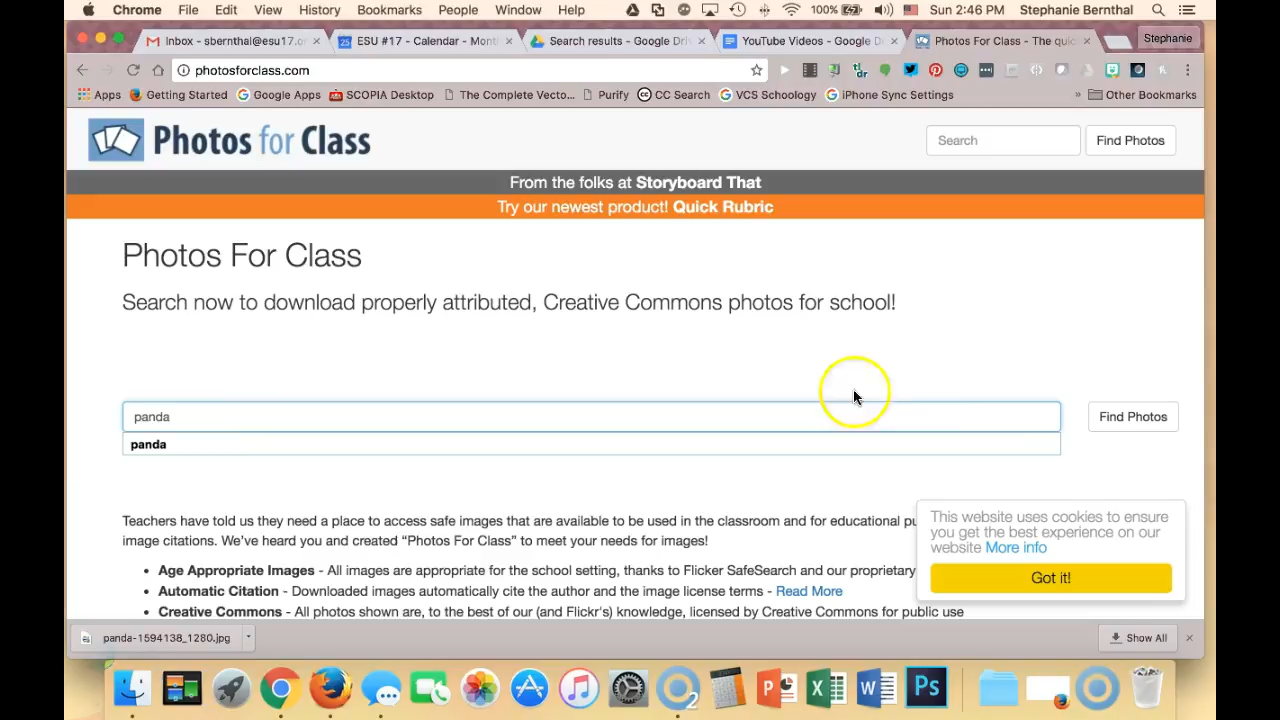 Chrome File Edit View History Bookmarks People Window Help 100% Sun 2:46 PM Stephanie Bernthal
Inbox - sbernthal@esu17.o × ESU #17 - Calendar - Mont × Search results - Google Dri × YouTube Videos - Google D × Photos For Class - The quic × Stephanie
photosforclass.com
Apps Getting Started Google Apps SCOPIA Desktop The Complete Vecto... Purify CC Search VCS Schoology iPhone Sync Settings » Other Bookmarks
Photos for Class Search Find Photos
From the folks at Storyboard That
Try our newest product! Quick Rubric
Photos For Class
Search now to download properly attributed, Creative Commons photos for school!
panda Find Photos
panda
Teachers have told us they need a place to access safe images that are available to be used in the classroom and for educational pu
image citations. We've heard you and created "Photos For Class" to meet your needs for images!
• Age Appropriate Images - All images are appropriate for the school setting, thanks to Flicker SafeSearch and our proprietary
• Automatic Citation - Downloaded images automatically cite the author and the image license terms - Read More
• Creative Commons - All photos shown are, to the best of our (and Flickr's) knowledge, licensed by Creative Commons for public use
This website uses cookies to ensure
you get the best experience on our
website More info
Got it!
panda-1594138_1280.jpg Show All ×
2 Ps